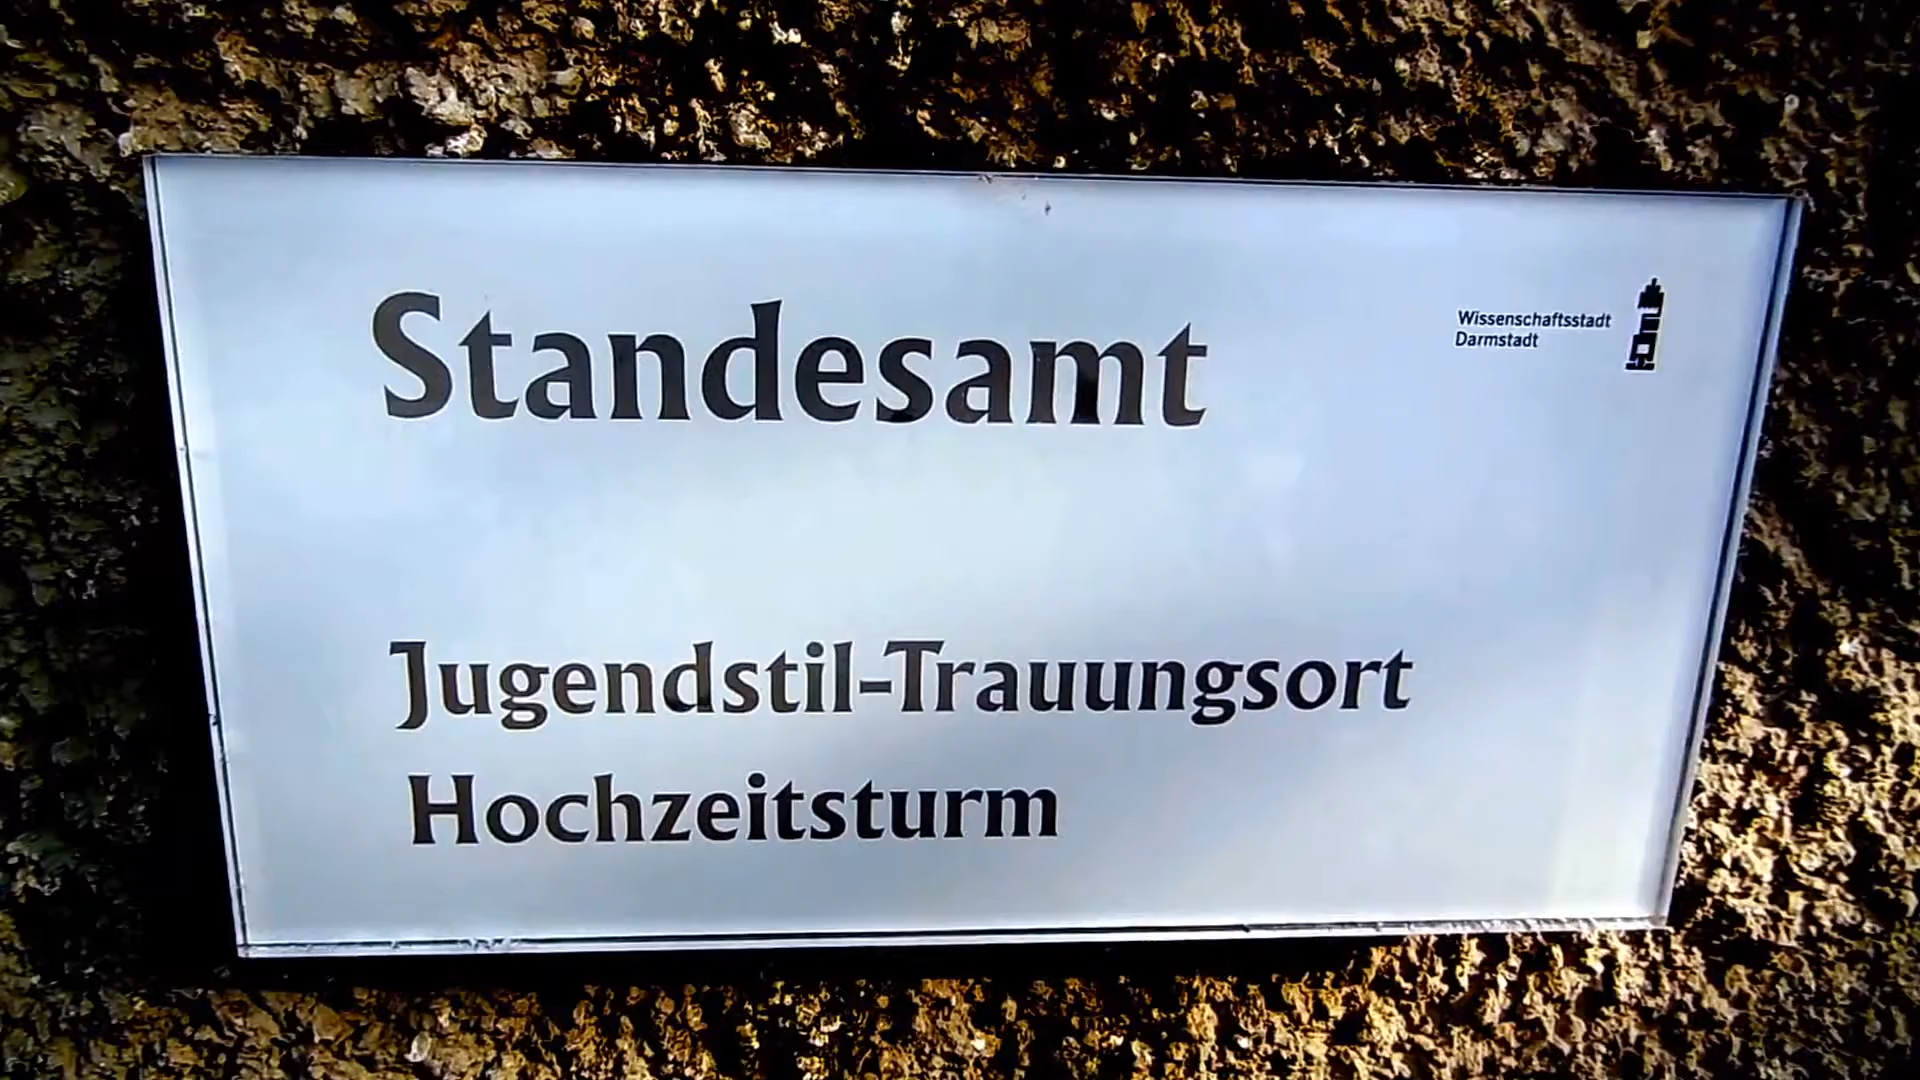 Standesamt
Wissenschaftsstadt
Darmstadt
Jugendstil-Trauungsort
Hochzeitsturm